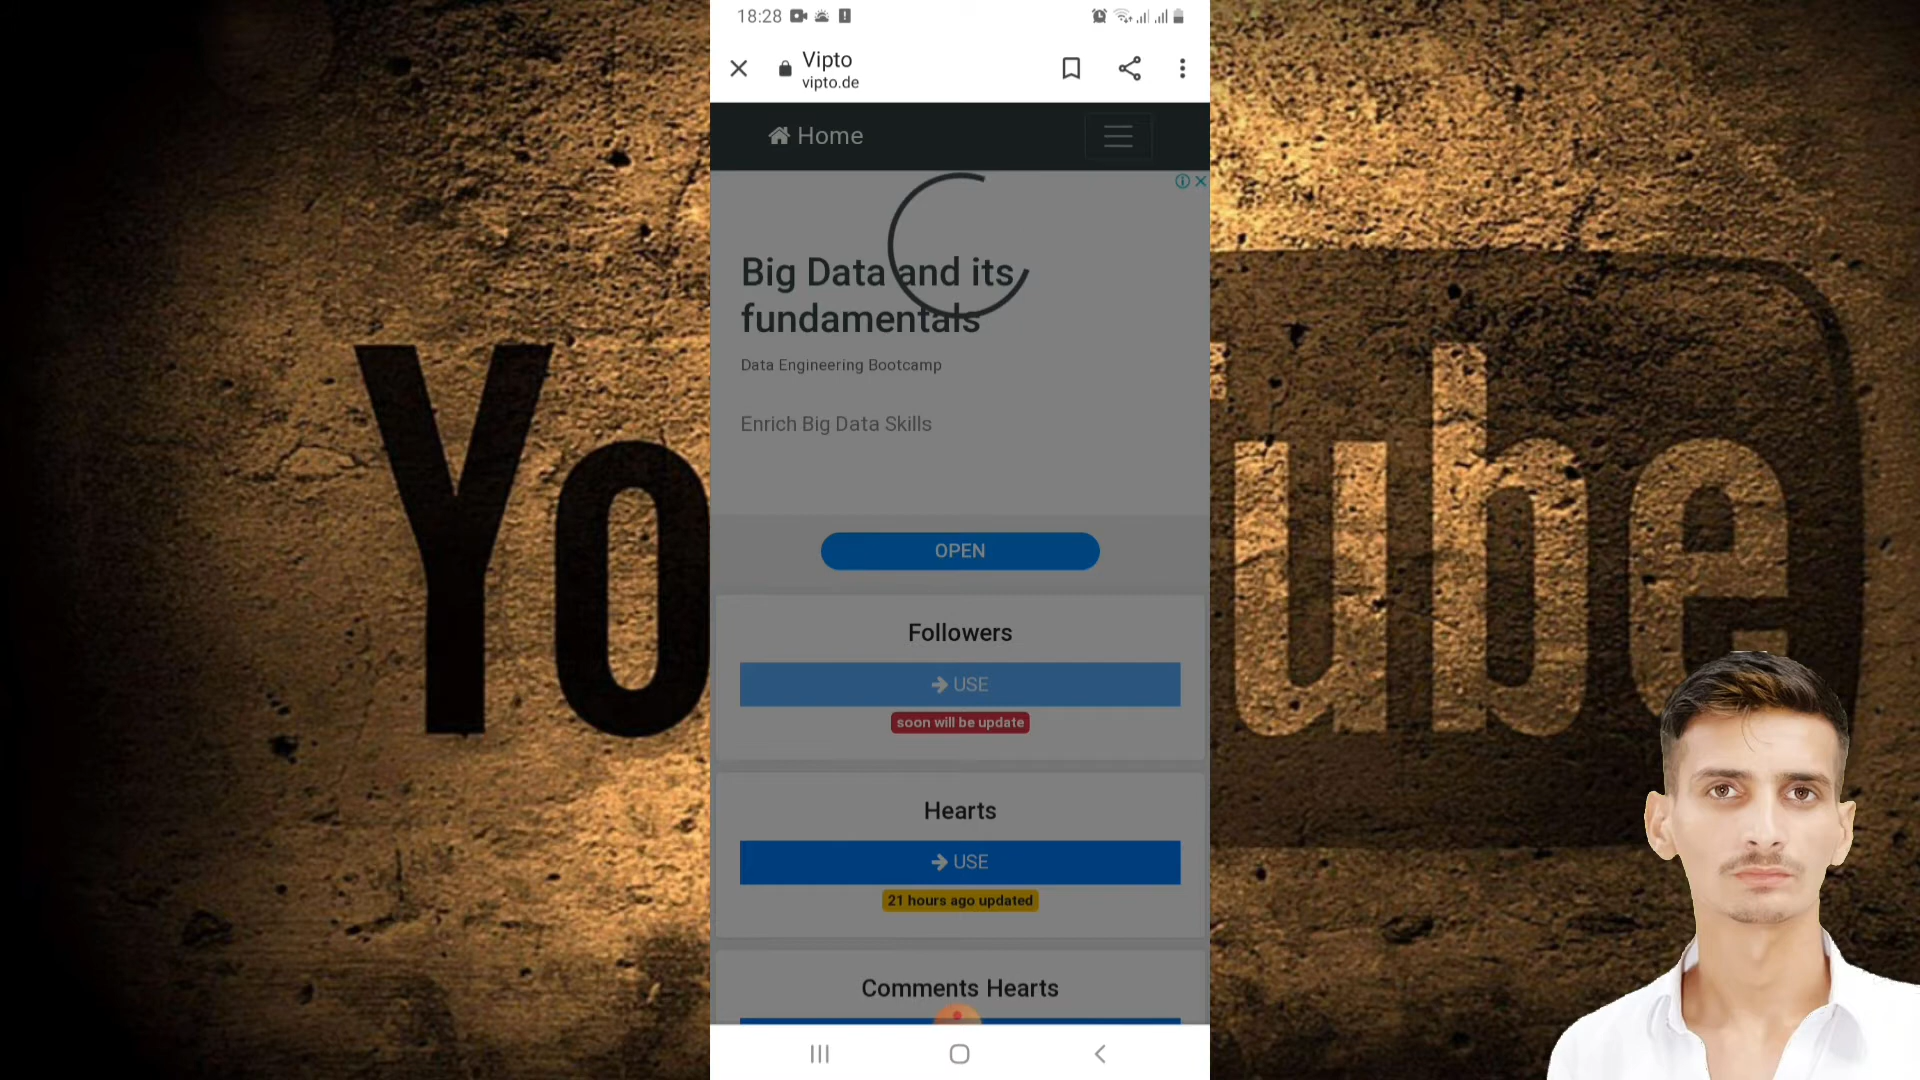 18:28
Vipto
vipto.de
Home
Big Data and its
fundamentals
Data Engineering Bootcamp
Enrich Big Data Skills
OPEN
Followers
USE
soon will be update
Hearts
USE
21 hours ago updated
Comments Hearts
Yo
Tube